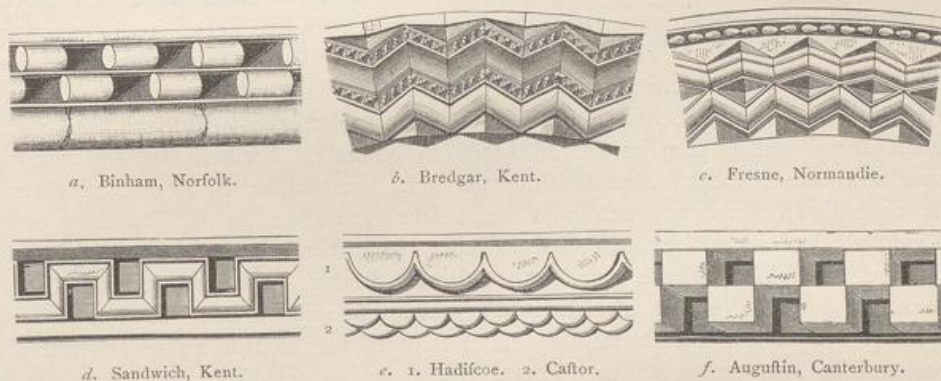 a. Binham, Norfolk.
b. Bredgar, Kent.
c. Fresne, Normandie.
1
2
d. Sandwich, Kent.
e. 1. Hadiſcoe. 2. Caſtor.
f. Auguſtin, Canterbury.